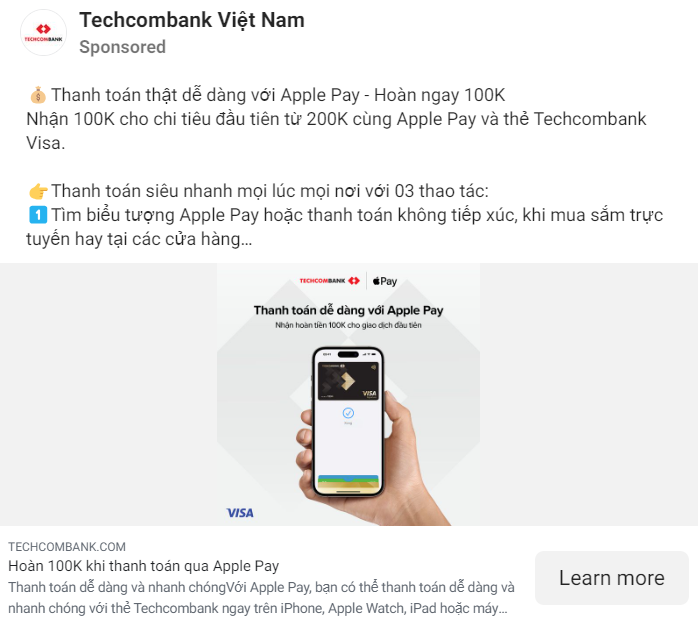 Techcombank Việt Nam
TECHCOMBANK
Sponsored
💰Thanh toán thật dễ dàng với Apple Pay - Hoàn ngay 100K
Nhận 100K cho chi tiêu đầu tiên từ 200K cùng Apple Pay và thẻ Techcombank
Visa.
👉Thanh toán siêu nhanh mọi lúc mọi nơi với 03 thao tác:
1️⃣Tìm biểu tượng Apple Pay hoặc thanh toán không tiếp xúc, khi mua sắm trực
tuyến hay tại các cửa hàng...
TECHCOMBANK Pay
Thanh toán dễ dàng với Apple Pay
Nhận hoàn tiền 100K cho giao dịch đầu tiên
VISA
VISA
TECHCOMBANK.COM
Hoàn 100K khi thanh toán qua Apple Pay
Thanh toán dễ dàng và nhanh chóngVới Apple Pay, bạn có thể thanh toán dễ dàng và
nhanh chóng với thẻ Techcombank ngay trên iPhone, Apple Watch, iPad hoặc máy...
Learn more